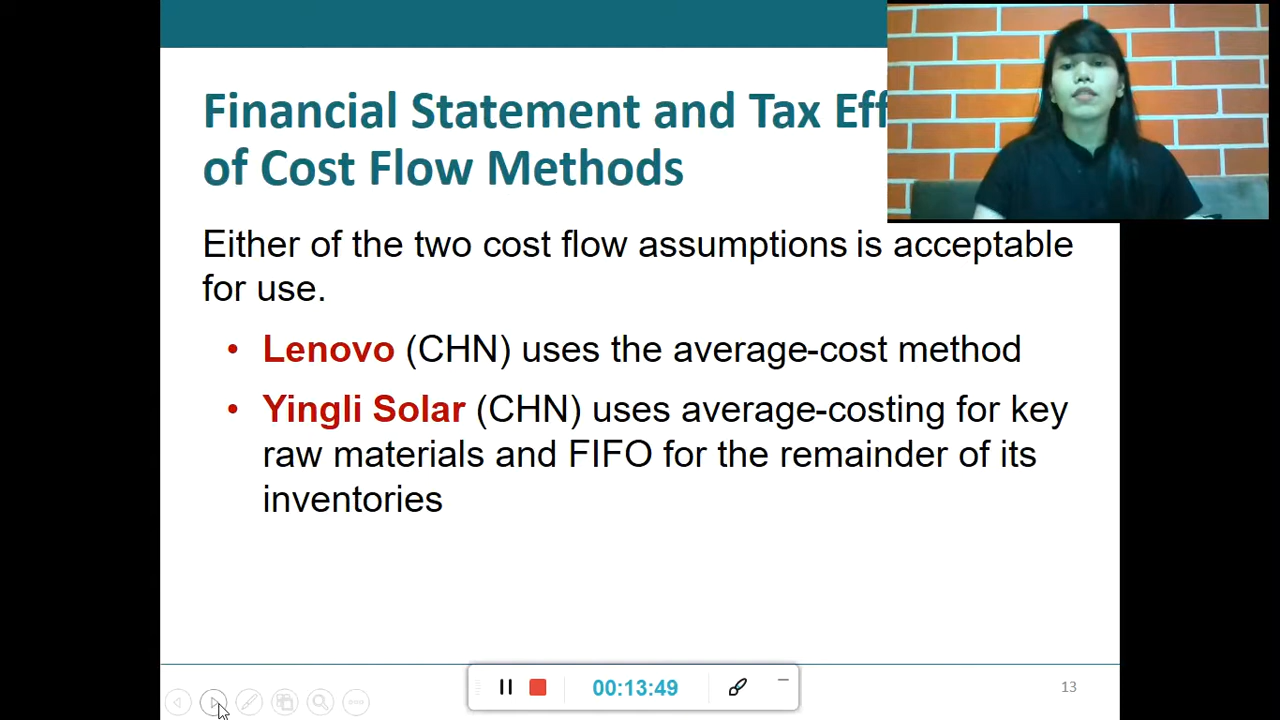 Financial Statement and Tax Eff
of Cost Flow Methods
Either of the two cost flow assumptions is acceptable
for use.
• Lenovo (CHN) uses the average-cost method
• Yingli Solar (CHN) uses average-costing for key
raw materials and FIFO for the remainder of its
inventories
00:13:49
13